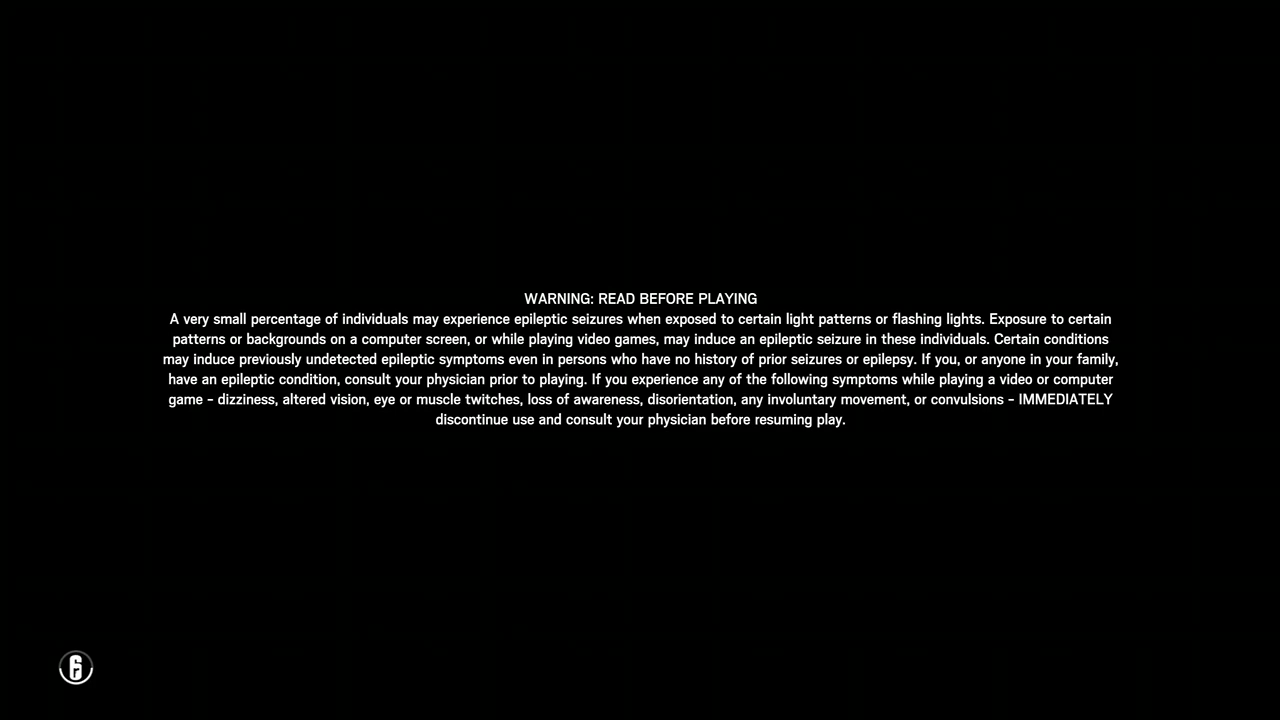 WARNING: READ BEFORE PLAYING
A very small percentage of individuals may experience epileptic seizures when exposed to certain light patterns or flashing lights. Exposure to certain
patterns or backgrounds on a computer screen, or while playing video games, may induce an epileptic seizure in these individuals. Certain conditions
may induce previously undetected epileptic symptoms even in persons who have no history of prior seizures or epilepsy. If you, or anyone in your family,
have an epileptic condition, consult your physician prior to playing. If you experience any of the following symptoms while playing a video or computer
game - dizziness, altered vision, eye or muscle twitches, loss of awareness, disorientation, any involuntary movement, or convulsions - IMMEDIATELY
discontinue use and consult your physician before resuming play.
6